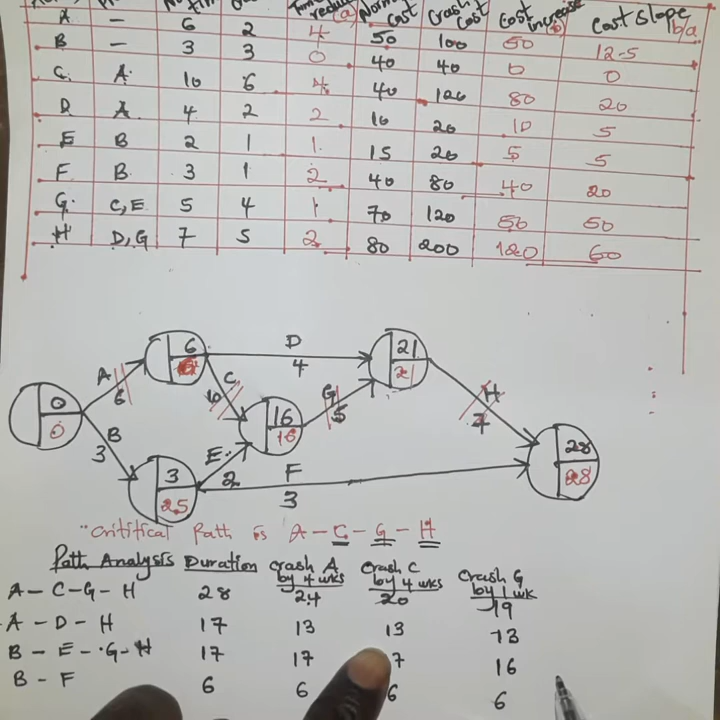 Time reduc (a) Normal Cost Crash Cost Cost increase (b) Cost slope b/a
A – 6 2 4 50 100 50 12.5
B – 3 3 0 40 40 0 0
C A 10 6 4 40 120 80 20
D A 4 2 2 10 20 10 5
E B 2 1 1 15 20 5 5
F B 3 1 2 40 80 40 20
G C,E 5 4 1 70 120 50 50
H D,G 7 5 2 80 200 120 60
0 0
A 6
B 3
6
D 4
C 10
21 21
G 5
H 7
16 16
E 2
3 25
F 3
28 28
"Crititical Path is A – C – G – H
Path Analysis Duration Crash A by 4 wks Crash C by 4 wks Crash G by 1 wk
A – C – G – H 28 24 20 19
A – D – H 17 13 13 13
B – E – G – H 17 17 7 16
B – F 6 6 6 6